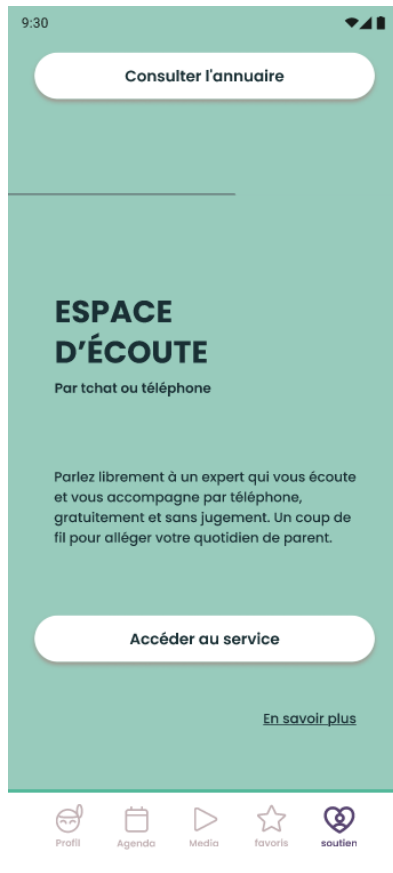 9:30
Consulter l'annuaire
ESPACE
D'ÉCOUTE
Par tchat ou téléphone
Parlez librement à un expert qui vous écoute
et vous accompagne par téléphone,
gratuitement et sans jugement. Un coup de
fil pour alléger votre quotidien de parent.
Accéder au service
En savoir plus
Profil Agenda Media favoris soutien